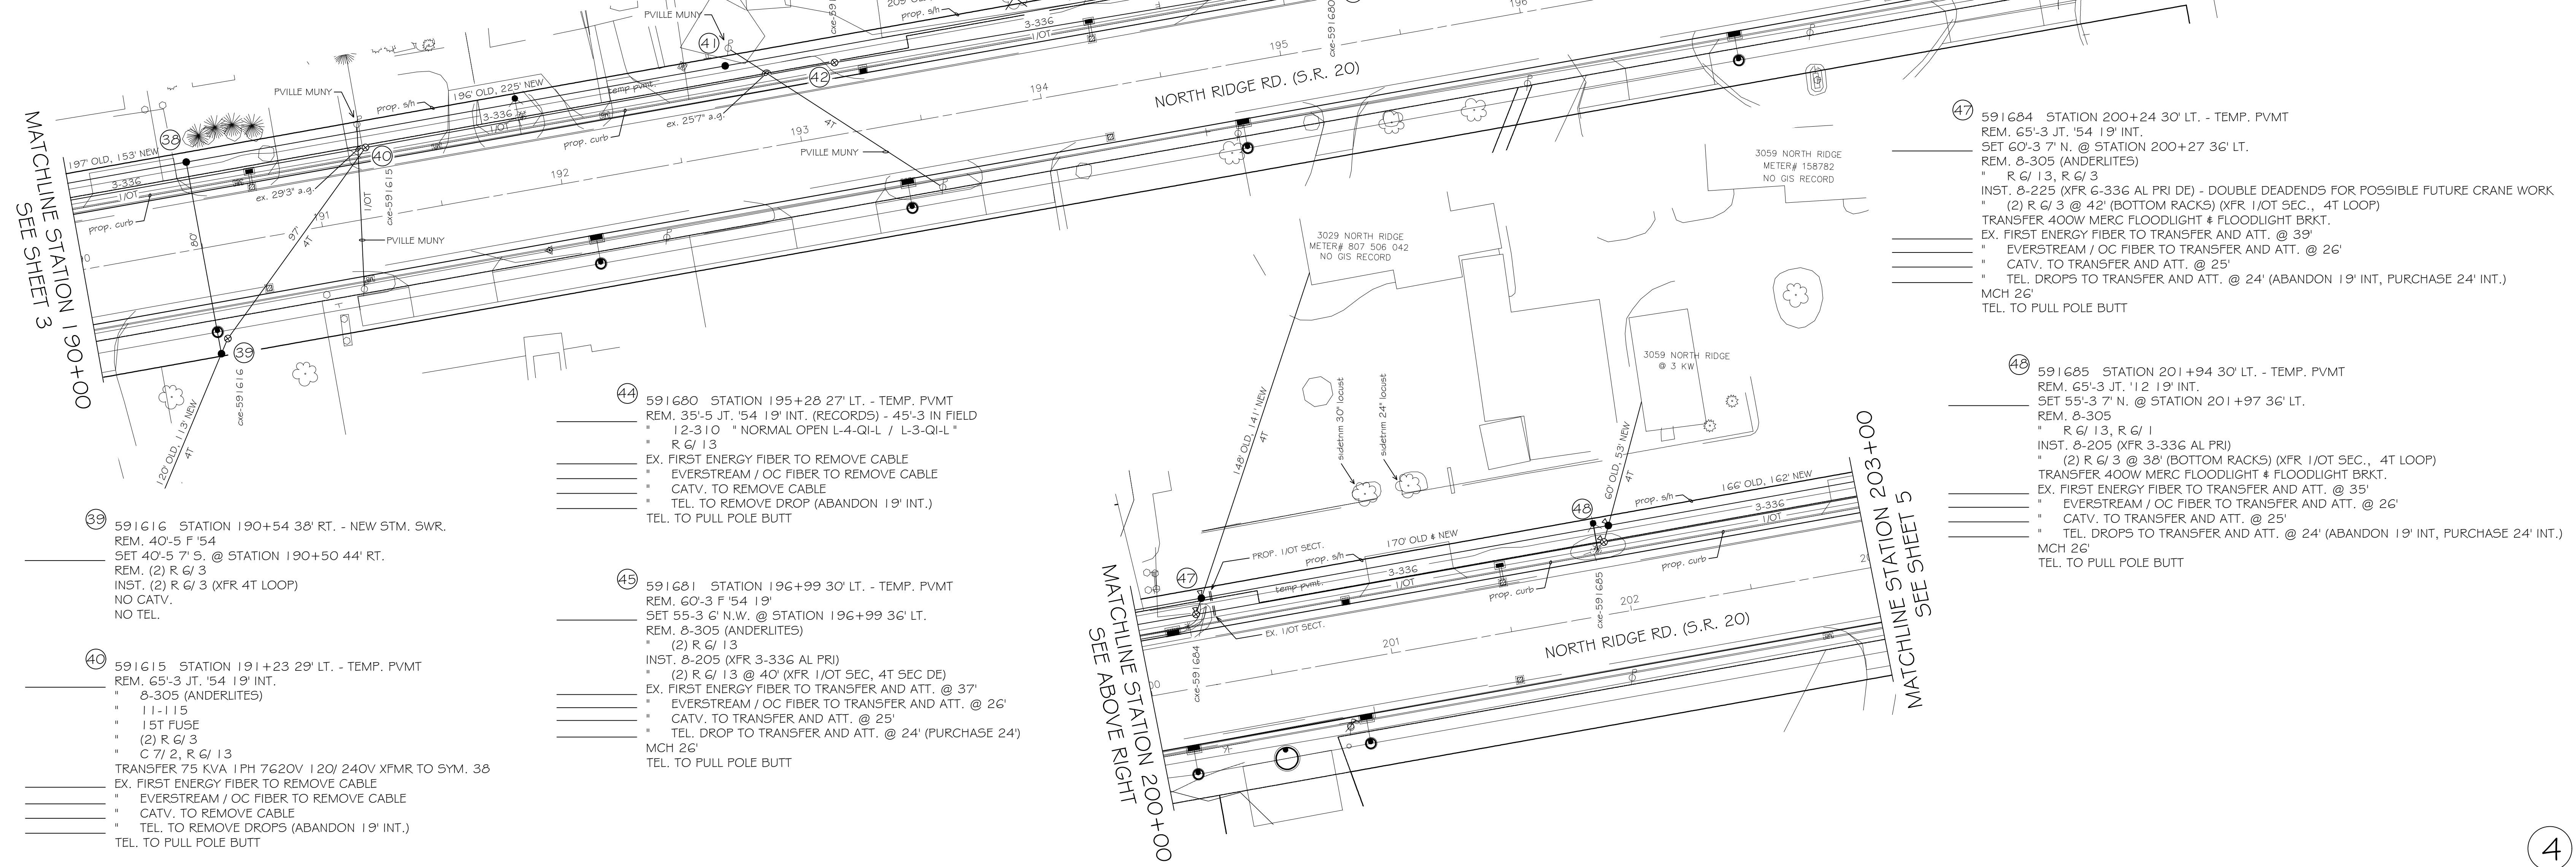 PVILLE MUNY
41
42
PVILLE MUNY
38
40
197' OLD, 153' NEW
196' OLD, 225' NEW
prop. s/h
prop. s/h
3-336
1/OT
3-336
1/OT
3-336
1/OT
temp pvmt.
prop. curb
prop. curb
ex. 29'3" a.g.
ex. 25'7" a.g.
4T
PVILLE MUNY
PVILLE MUNY
1/OT
cxe-591615
cxe-591680
80'
97'
4T
191
192
193
194
195
196
NORTH RIDGE RD. (S.R. 20)
MATCHLINE STATION 190+00
SEE SHEET 3
39
cxe-591616
120' OLD, 113' NEW
4T
39
591616 STATION 190+54 38' RT. - NEW STM. SWR.
REM. 40'-5 F '54
SET 40'-5 7' S. @ STATION 190+50 44' RT.
REM. (2) R 6/ 3
INST. (2) R 6/ 3 (XFR 4T LOOP)
NO CATV.
NO TEL.
40
591615 STATION 191+23 29' LT. - TEMP. PVMT
REM. 65'-3 JT. '54 19' INT.
" 8-305 (ANDERLITES)
" 11-115
" 15T FUSE
" (2) R 6/ 3
" C 7/ 2, R 6/ 13
TRANSFER 75 KVA 1PH 7620V 120/ 240V XFMR TO SYM. 38
EX. FIRST ENERGY FIBER TO REMOVE CABLE
" EVERSTREAM / OC FIBER TO REMOVE CABLE
" CATV. TO REMOVE CABLE
" TEL. TO REMOVE DROPS (ABANDON 19' INT.)
TEL. TO PULL POLE BUTT
44
591680 STATION 195+28 27' LT. - TEMP. PVMT
REM. 35'-5 JT. '54 19' INT. (RECORDS) - 45'-3 IN FIELD
" 12-310 " NORMAL OPEN L-4-QI-L / L-3-QI-L "
" R 6/ 13
EX. FIRST ENERGY FIBER TO REMOVE CABLE
" EVERSTREAM / OC FIBER TO REMOVE CABLE
" CATV. TO REMOVE CABLE
" TEL. TO REMOVE DROP (ABANDON 19' INT.)
TEL. TO PULL POLE BUTT
45
591681 STATION 196+99 30' LT. - TEMP. PVMT
REM. 60'-3 F '54 19'
SET 55-3 6' N.W. @ STATION 196+99 36' LT.
REM. 8-305 (ANDERLITES)
" (2) R 6/ 13
INST. 8-205 (XFR 3-336 AL PRI)
" (2) R 6/ 13 @ 40' (XFR 1/OT SEC, 4T SEC DE)
EX. FIRST ENERGY FIBER TO TRANSFER AND ATT. @ 37'
" EVERSTREAM / OC FIBER TO TRANSFER AND ATT. @ 26'
" CATV. TO TRANSFER AND ATT. @ 25'
" TEL. DROP TO TRANSFER AND ATT. @ 24' (PURCHASE 24')
MCH 26'
TEL. TO PULL POLE BUTT
3029 NORTH RIDGE
METER# 807 506 042
NO GIS RECORD
3059 NORTH RIDGE
METER# 158782
NO GIS RECORD
3059 NORTH RIDGE
@ 3 KW
148' OLD, 141' NEW
4T
sidetrim 30" locust
sidetrim 24" locust
60' OLD, 53' NEW
4T
47
48
PROP. 1/OT SECT.
prop. s/h
170' OLD & NEW
prop. s/h
166' OLD, 162' NEW
3-336
1/OT
3-336
1/OT
temp pvmt.
EX. 1/OT SECT.
prop. curb
prop. curb
cxe-591684
cxe-591685
201
202
NORTH RIDGE RD. (S.R. 20)
MATCHLINE STATION 200+00
SEE ABOVE RIGHT
MATCHLINE STATION 203+00
SEE SHEET 5
47
591684 STATION 200+24 30' LT. - TEMP. PVMT
REM. 65'-3 JT. '54 19' INT.
SET 60'-3 7' N. @ STATION 200+27 36' LT.
REM. 8-305 (ANDERLITES)
" R 6/ 13, R 6/ 3
INST. 8-225 (XFR 6-336 AL PRI DE) - DOUBLE DEADENDS FOR POSSIBLE FUTURE CRANE WORK
" (2) R 6/ 3 @ 42' (BOTTOM RACKS) (XFR 1/OT SEC., 4T LOOP)
TRANSFER 400W MERC FLOODLIGHT & FLOODLIGHT BRKT.
EX. FIRST ENERGY FIBER TO TRANSFER AND ATT. @ 39'
" EVERSTREAM / OC FIBER TO TRANSFER AND ATT. @ 26'
" CATV. TO TRANSFER AND ATT. @ 25'
" TEL. DROPS TO TRANSFER AND ATT. @ 24' (ABANDON 19' INT, PURCHASE 24' INT.)
MCH 26'
TEL. TO PULL POLE BUTT
48
591685 STATION 201+94 30' LT. - TEMP. PVMT
REM. 65'-3 JT. '12 19' INT.
SET 55'-3 7' N. @ STATION 201+97 36' LT.
REM. 8-305
" R 6/ 13, R 6/ 1
INST. 8-205 (XFR 3-336 AL PRI)
" (2) R 6/ 3 @ 38' (BOTTOM RACKS) (XFR 1/OT SEC., 4T LOOP)
TRANSFER 400W MERC FLOODLIGHT & FLOODLIGHT BRKT.
EX. FIRST ENERGY FIBER TO TRANSFER AND ATT. @ 35'
" EVERSTREAM / OC FIBER TO TRANSFER AND ATT. @ 26'
" CATV. TO TRANSFER AND ATT. @ 25'
" TEL. DROPS TO TRANSFER AND ATT. @ 24' (ABANDON 19' INT, PURCHASE 24' INT.)
MCH 26'
TEL. TO PULL POLE BUTT
4